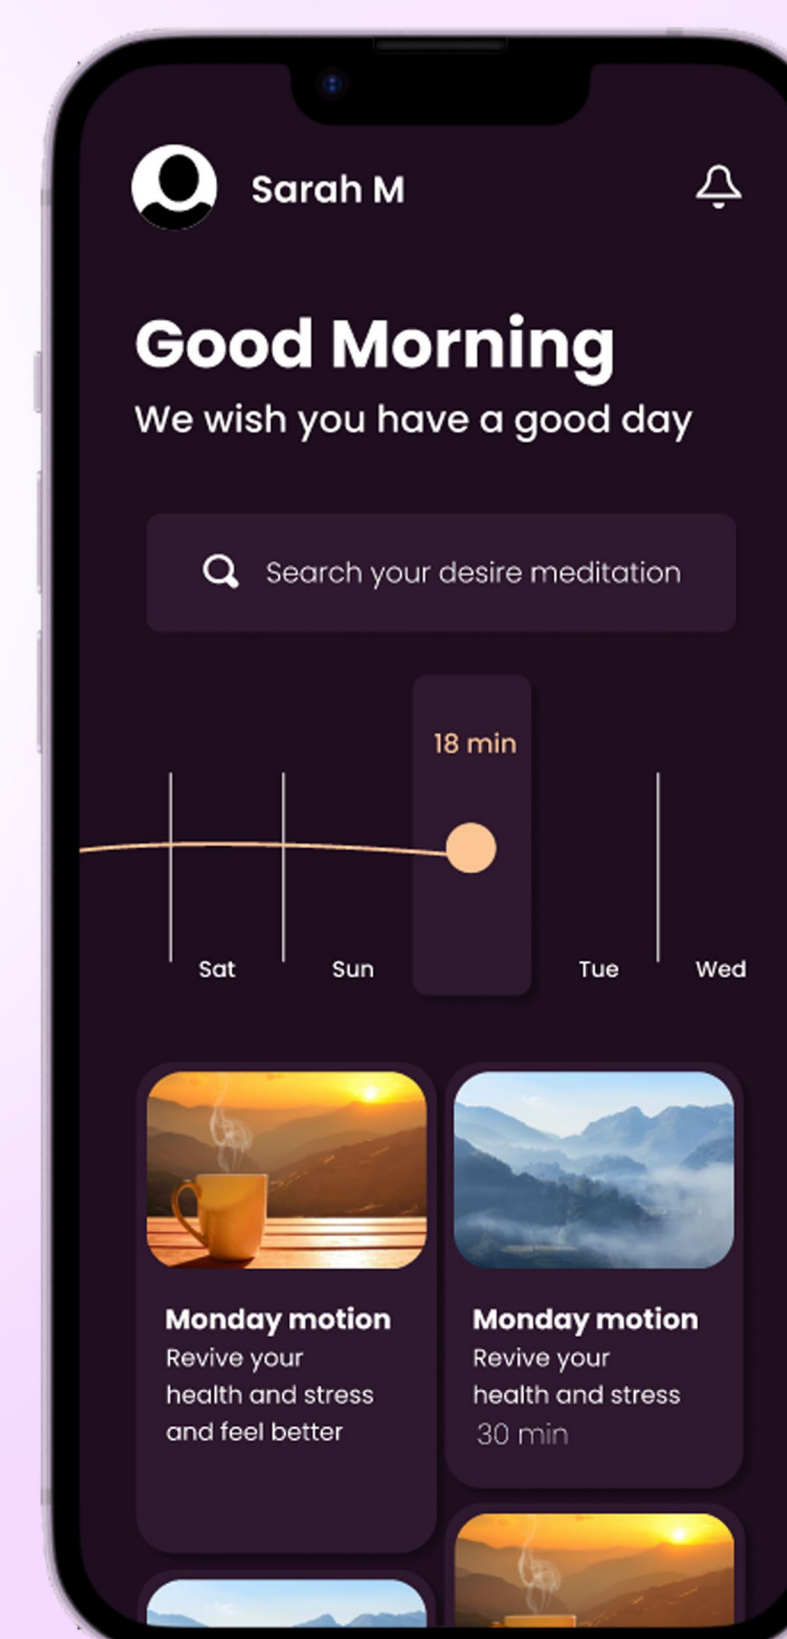 Sarah M
Good Morning
We wish you have a good day
Search your desire meditation
18 min
Sat
Sun
Tue
Wed
Monday motion
Revive your
health and stress
and feel better
Monday motion
Revive your
health and stress
30 min